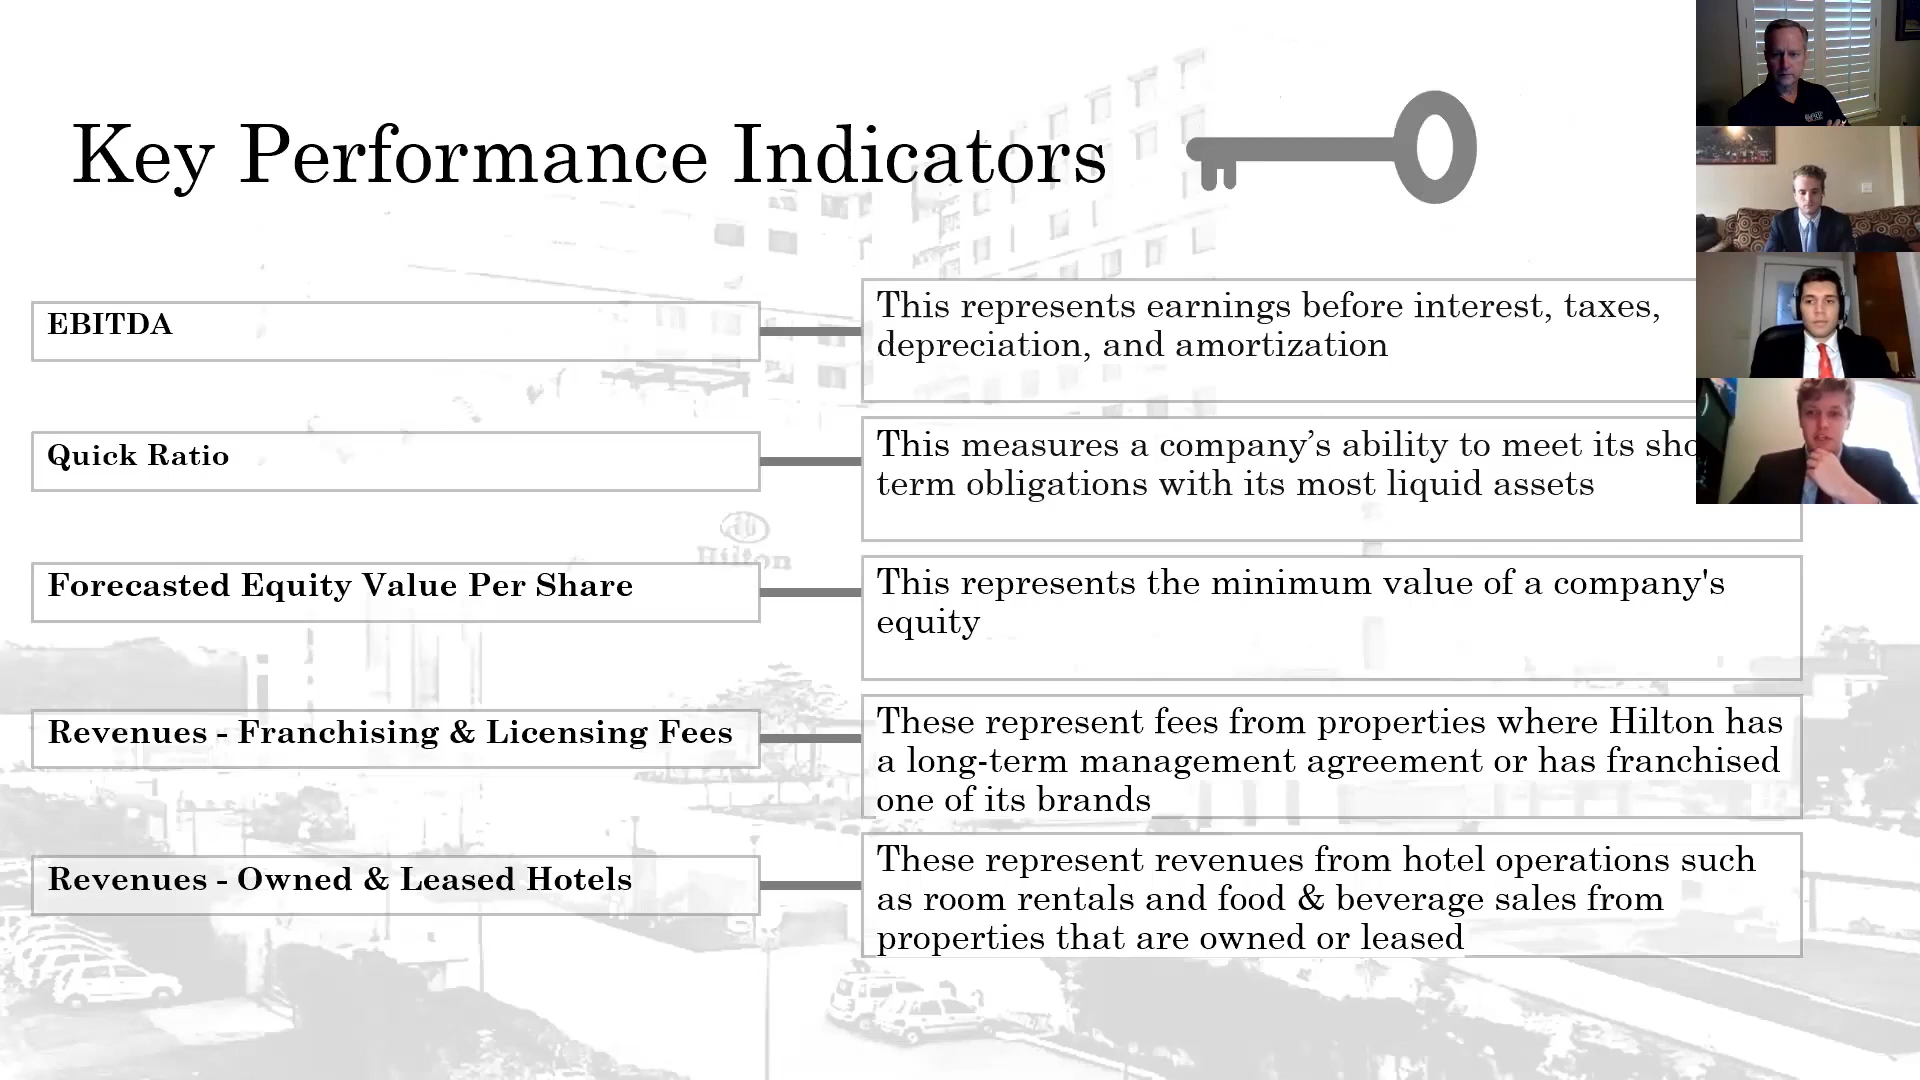 Key Performance Indicators
EBITDA
This represents earnings before interest, taxes,
depreciation, and amortization
Quick Ratio
This measures a company’s ability to meet its sho
term obligations with its most liquid assets
Hilton
Forecasted Equity Value Per Share
This represents the minimum value of a company's
equity
Revenues - Franchising & Licensing Fees
These represent fees from properties where Hilton has
a long-term management agreement or has franchised
one of its brands
Revenues - Owned & Leased Hotels
These represent revenues from hotel operations such
as room rentals and food & beverage sales from
properties that are owned or leased